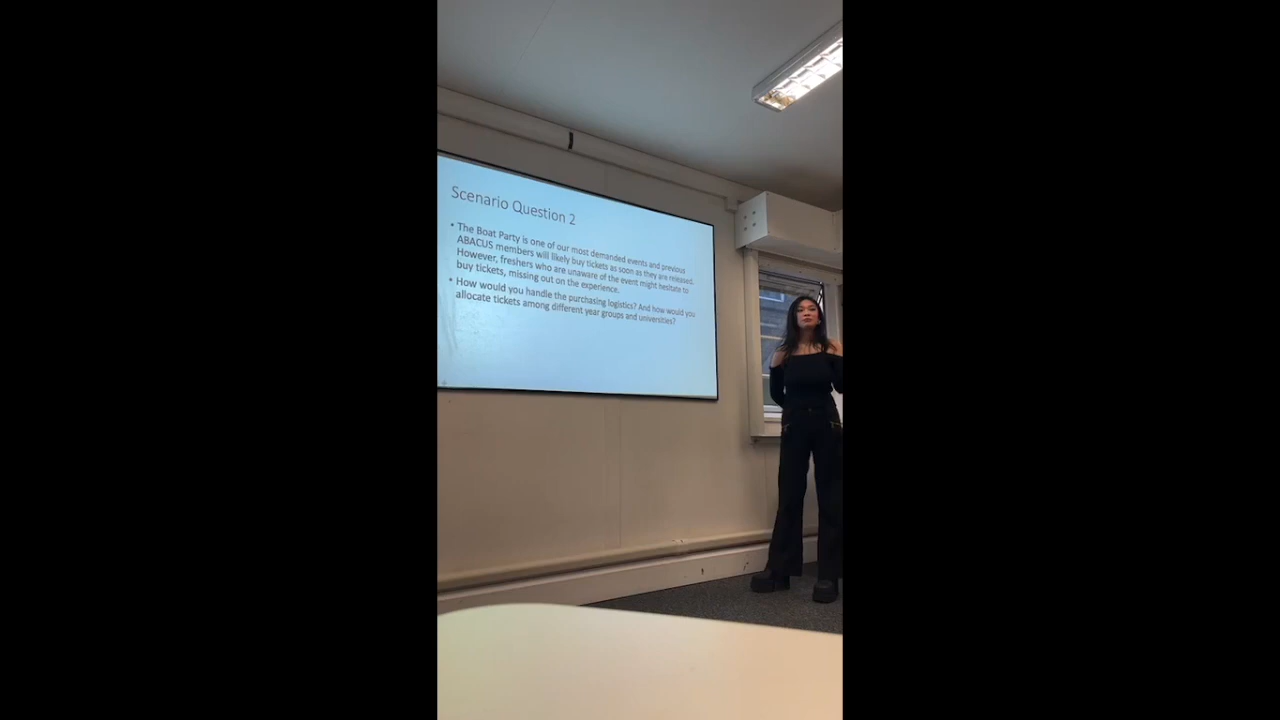 Scenario Question 2
• The Boat Party is one of our most demanded events and previous
ABACUS members will likely buy tickets as soon as they are released.
However, freshers who are unaware of the event might hesitate to
buy tickets, missing out on the experience.
• How would you handle the purchasing logistics? And how would you
allocate tickets among different year groups and universities?